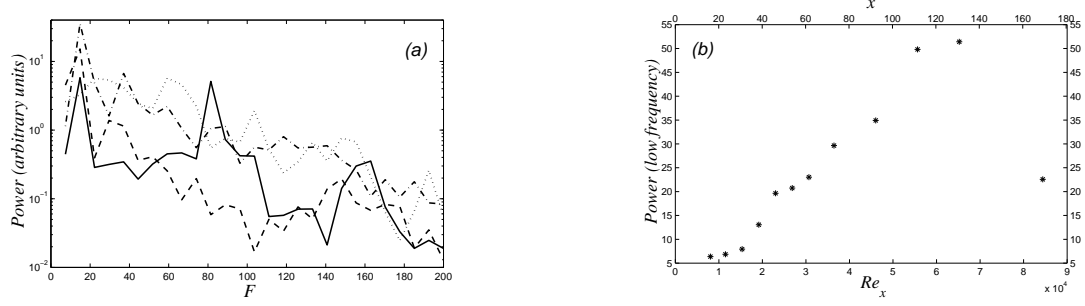 (a)
Power (arbitrary units)
10^1
10^0
10^-1
10^-2
0 20 40 60 80 100 120 140 160 180 200
F
x
0 20 40 60 80 100 120 140 160 180
(b)
Power (low frequency)
55 55
50 50
45 45
40 40
35 35
30 30
25 25
20 20
15 15
10 10
5 5
0 1 2 3 4 5 6 7 8 9
Re_x
x 10^4